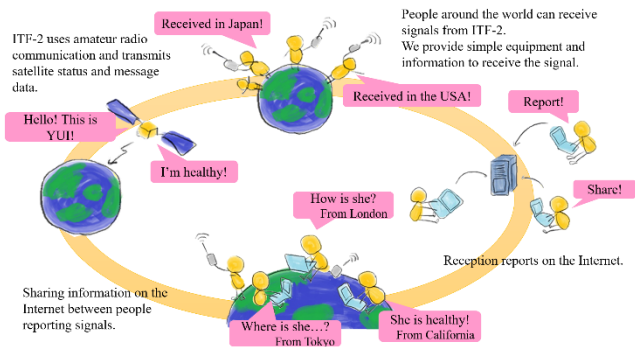 ITF-2 uses amateur radio
communication and transmits
satellite status and message
data.
Received in Japan!
People around the world can receive
signals from ITF-2.
We provide simple equipment and
information to receive the signal.
Received in the USA!
Hello! This is
YUI!
I'm healthy!
Report!
Share!
Reception reports on the Internet.
How is she?
From London
Sharing information on the
Internet between people
reporting signals.
Where is she…?
From Tokyo
She is healthy!
From California